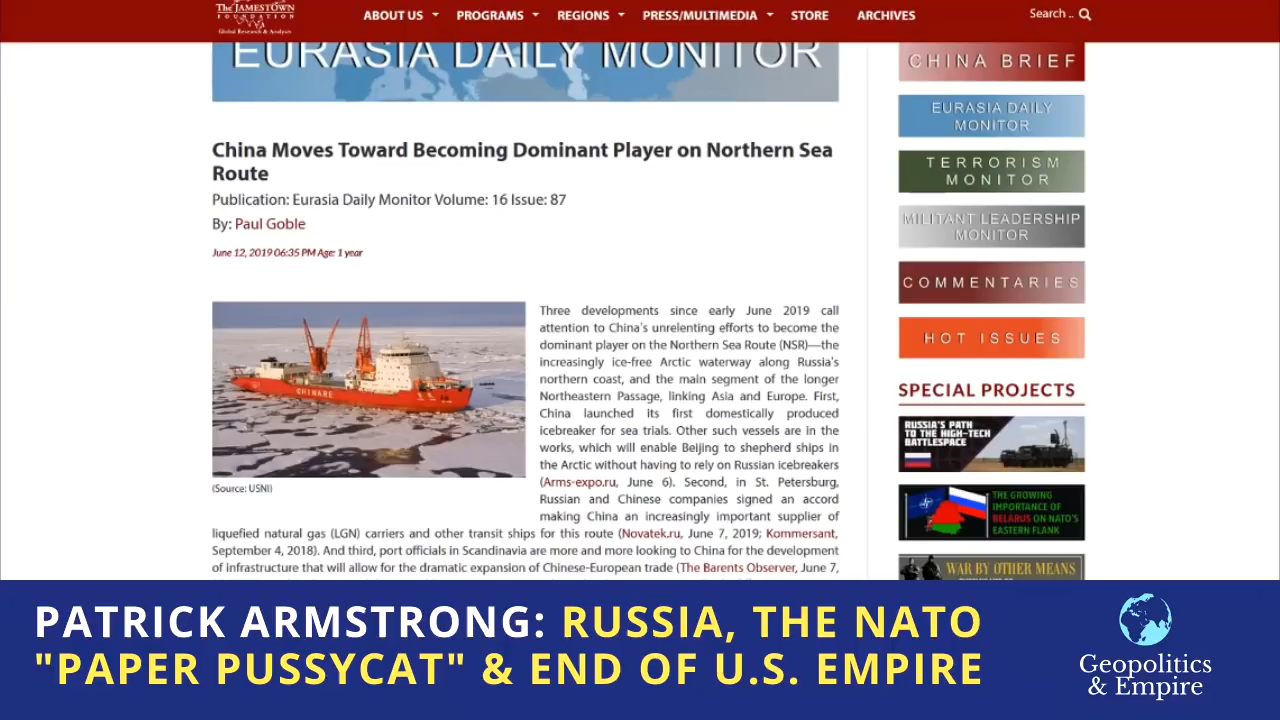 The JAMESTOWN
FOUNDATION
Global Research & Analysis
ABOUT US PROGRAMS REGIONS PRESS/MULTIMEDIA STORE ARCHIVES
Search ..
EURASIA DAILY MONITOR
China Moves Toward Becoming Dominant Player on Northern Sea
Route
Publication: Eurasia Daily Monitor Volume: 16 Issue: 87
By: Paul Goble
June 12, 2019 06:35 PM Age: 1 year
CHINARE
(Source: USNI)
Three developments since early June 2019 call
attention to China's unrelenting efforts to become the
dominant player on the Northern Sea Route (NSR)—the
increasingly ice-free Arctic waterway along Russia's
northern coast, and the main segment of the longer
Northeastern Passage, linking Asia and Europe. First,
China launched its first domestically produced
icebreaker for sea trials. Other such vessels are in the
works, which will enable Beijing to shepherd ships in
the Arctic without having to rely on Russian icebreakers
(Arms-expo.ru, June 6). Second, in St. Petersburg,
Russian and Chinese companies signed an accord
making China an increasingly important supplier of
liquefied natural gas (LGN) carriers and other transit ships for this route (Novatek.ru, June 7, 2019; Kommersant,
September 4, 2018). And third, port officials in Scandinavia are more and more looking to China for the development
of infrastructure that will allow for the dramatic expansion of Chinese-European trade (The Barents Observer, June 7,
CHINA BRIEF
EURASIA DAILY
MONITOR
TERRORISM
MONITOR
MILITANT LEADERSHIP
MONITOR
COMMENTARIES
HOT ISSUES
SPECIAL PROJECTS
RUSSIA'S PATH
TO THE HIGH-TECH
BATTLESPACE
THE GROWING
IMPORTANCE OF
BELARUS ON NATO'S
EASTERN FLANK
WAR BY OTHER MEANS
PATRICK ARMSTRONG: RUSSIA, THE NATO
"PAPER PUSSYCAT" & END OF U.S. EMPIRE
Geopolitics
& Empire